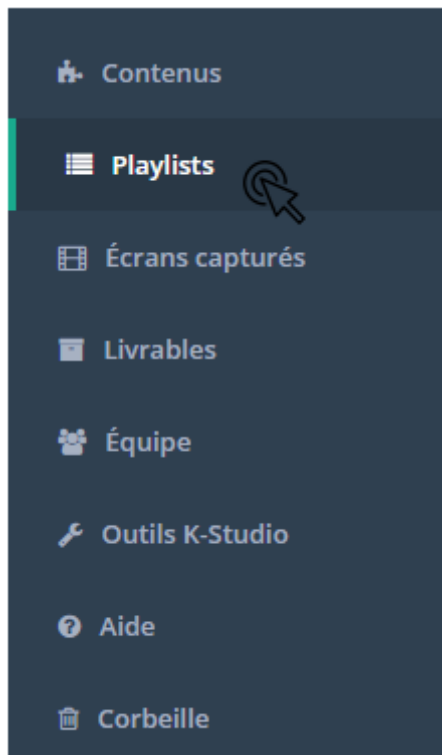 Contenus
Playlists
Écrans capturés
Livrables
Équipe
Outils K-Studio
Aide
Corbeille